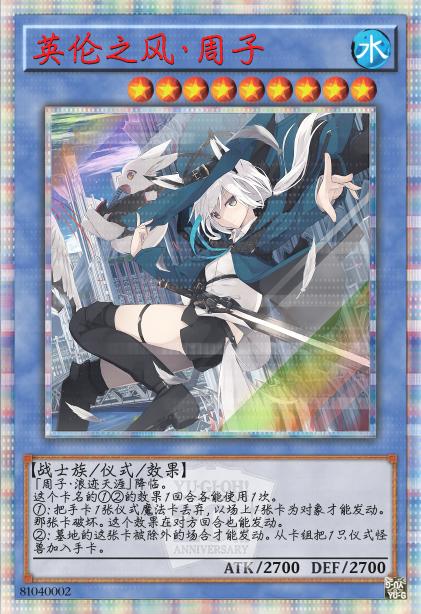 英伦之风·周子
水
【战士族/仪式/效果】
「周子·浪迹天涯」降临。
这个卡名的①②的效果1回合各能使用1次。
①:把手卡1张仪式魔法卡丢弃,以场上1张卡为对象才能发动。
那张卡破坏。这个效果在对方回合也能发动。
②:墓地的这张卡被除外的场合才能发动。从卡组把1只仪式怪
兽加入手卡。
YU-GI-OH!
ANNIVERSARY
ATK/2700 DEF/2700
81040002